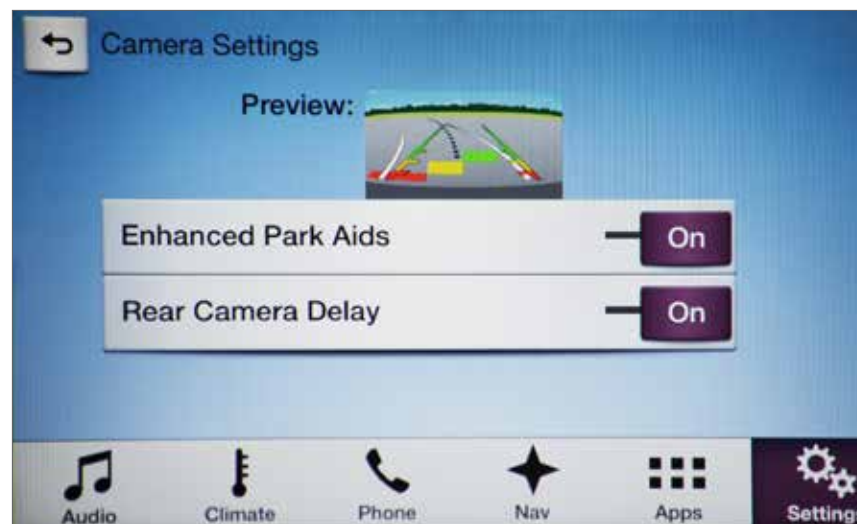 Camera Settings
Preview:
Enhanced Park Aids On
Rear Camera Delay On
Audio Climate Phone Nav Apps Setting